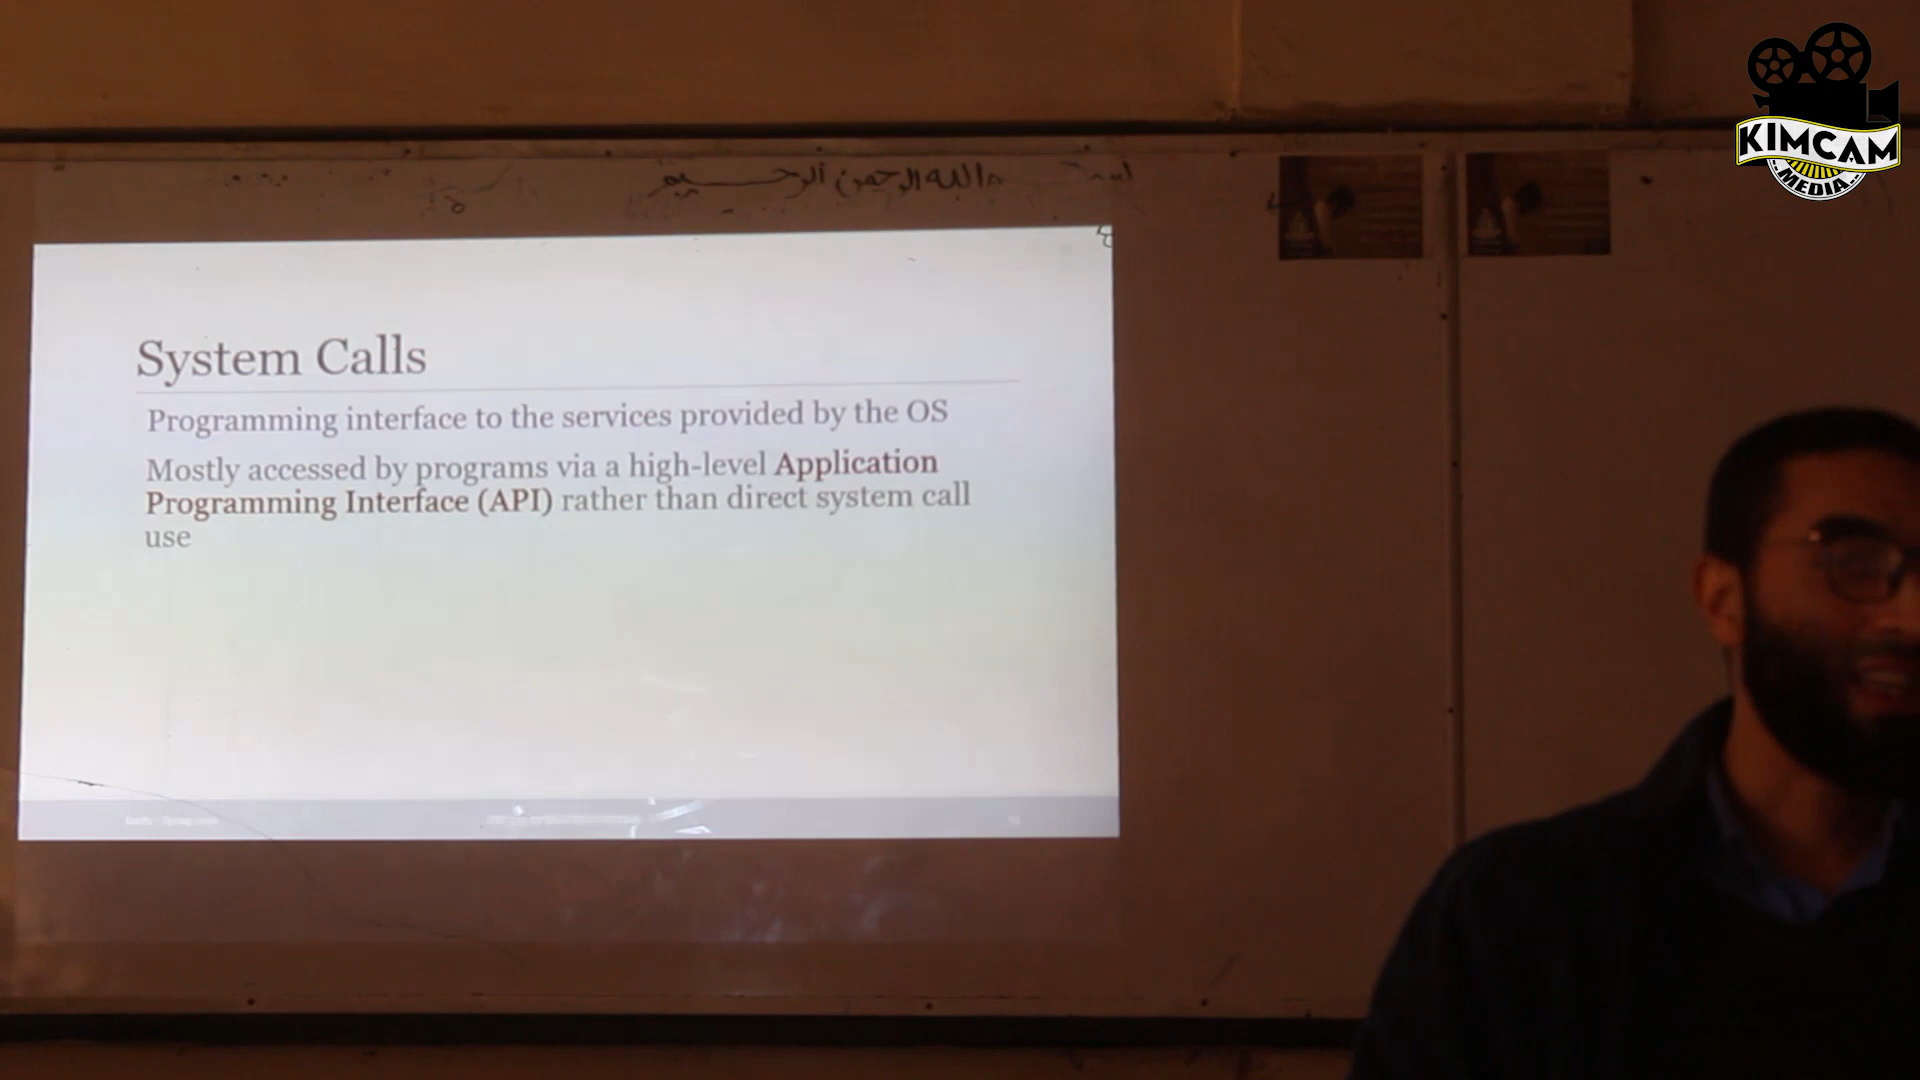 الله الرحمن الرحيم
KIMCAM
MEDIA
System Calls
Programming interface to the services provided by the OS
Mostly accessed by programs via a high-level Application
Programming Interface (API) rather than direct system call
use